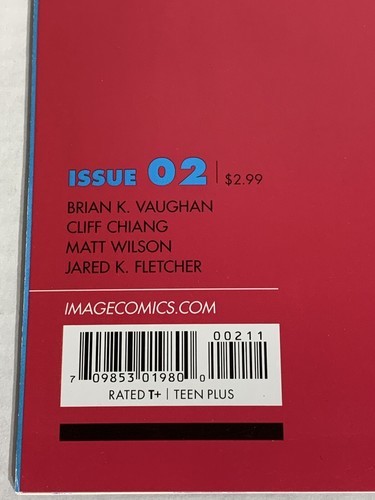 ISSUE 02 | $2.99
BRIAN K. VAUGHAN
CLIFF CHIANG
MATT WILSON
JARED K. FLETCHER
IMAGECOMICS.COM
00211
7 09853 01980 0
RATED T+ | TEEN PLUS